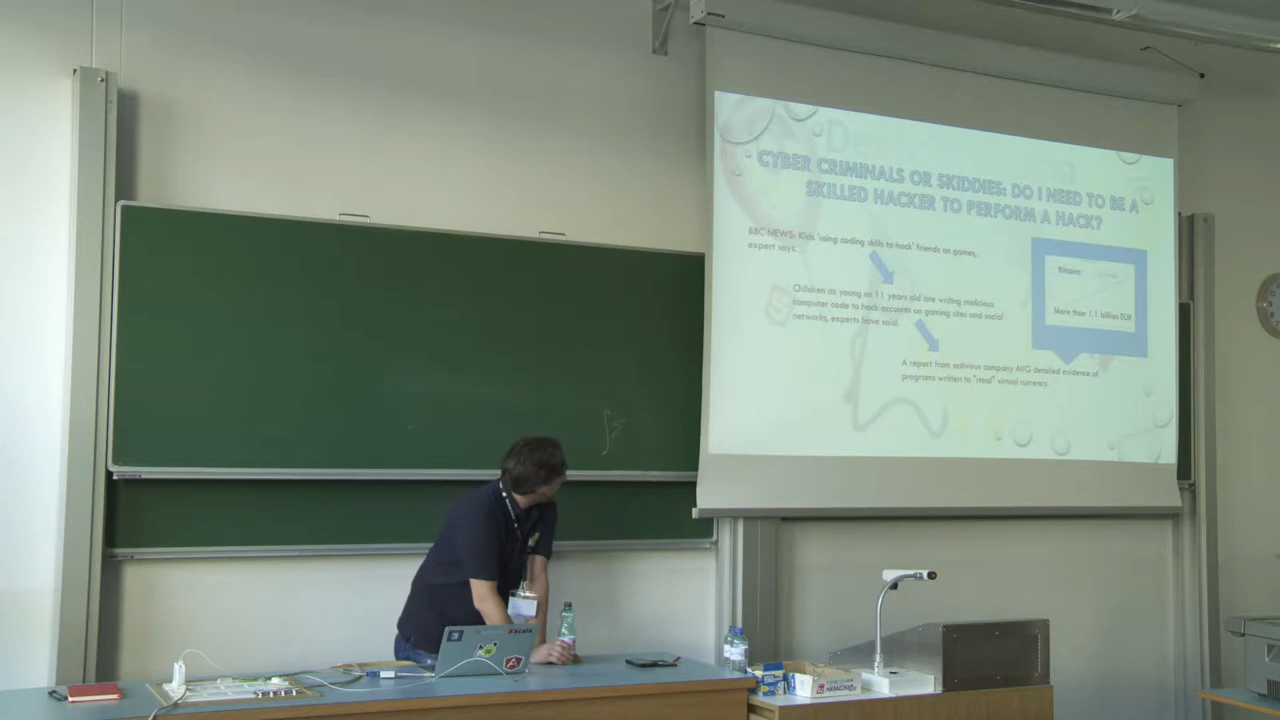 CYBER CRIMINALS OR SKIDDIES: DO I NEED TO BE A
SKILLED HACKER TO PERFORM A HACK?
BBC NEWS: Kids 'using coding skills to hack' friends on games,
expert says:
Children as young as 11 years old are writing malicious
computer code to hack accounts on gaming sites and social
networks, experts have said.
A report from antivirus company AVG detailed evidence of
programs written to "steal" virtual currency.
Bitcoins
More than 1.1 billion EUR
Scala